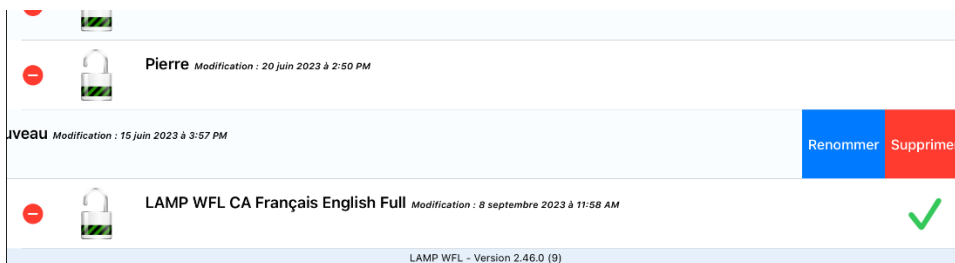 Pierre Modification : 20 juin 2023 à 2:50 PM
uveau Modification : 15 juin 2023 à 3:57 PM
Renommer Supprime
LAMP WFL CA Français English Full Modification : 8 septembre 2023 à 11:58 AM
LAMP WFL - Version 2.46.0 (9)